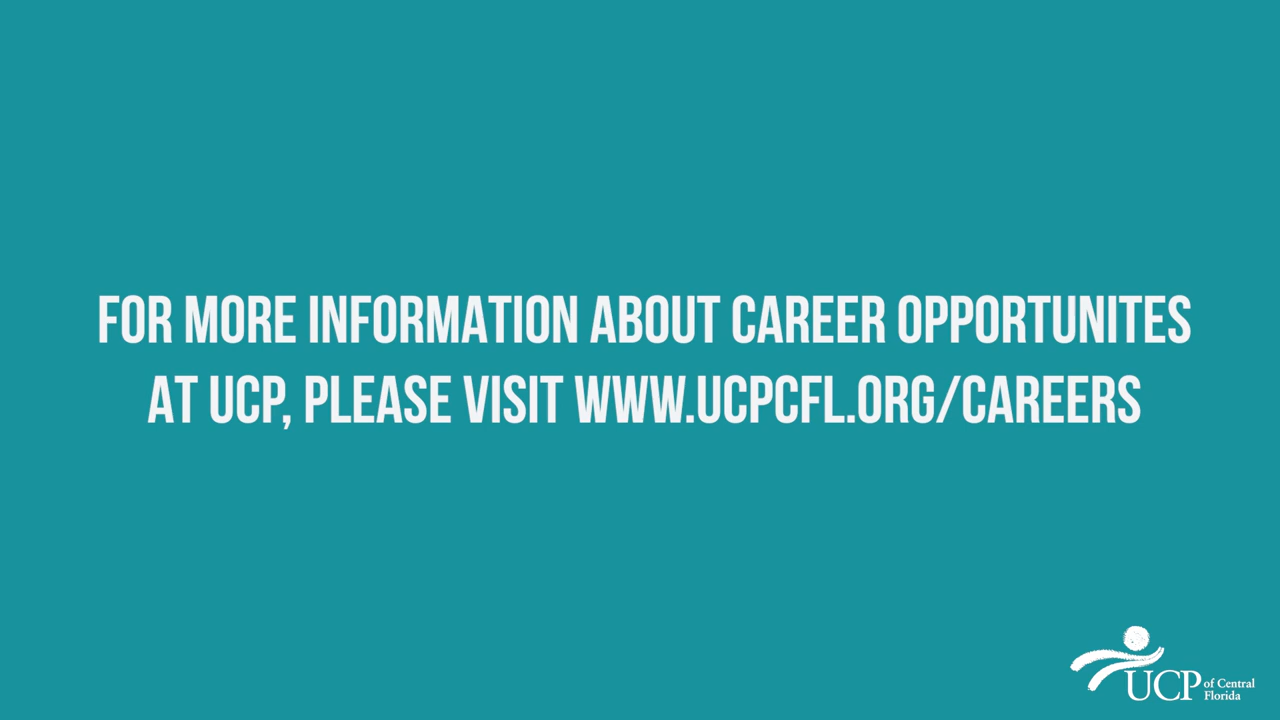 FOR MORE INFORMATION ABOUT CAREER OPPORTUNITES
AT UCP, PLEASE VISIT WWW.UCPCFL.ORG/CAREERS
UCP of Central
Florida